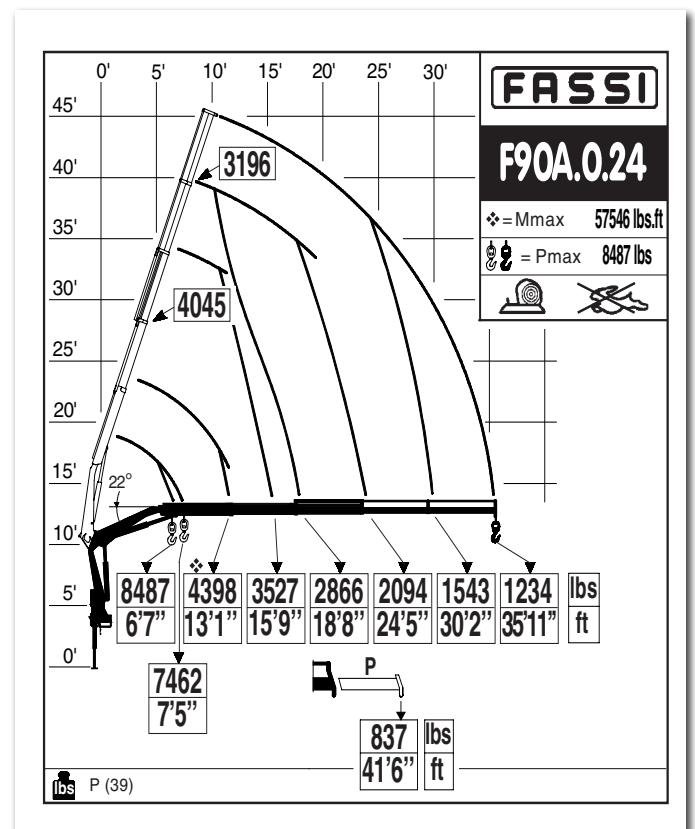 0' 5' 10' 15' 20' 25' 30'
FASSI
F90A.0.24
=Mmax 57546 lbs.ft
= Pmax 8487 lbs
45'
40'
35'
30'
25'
20'
15'
10'
5'
0'
3196
4045
22°
8487 4398 3527 2866 2094 1543 1234 lbs
6'7'' 13'1'' 15'9'' 18'8'' 24'5'' 30'2'' 35'11'' ft
7462
7'5''
P
837 lbs
41'6'' ft
lbs P (39)